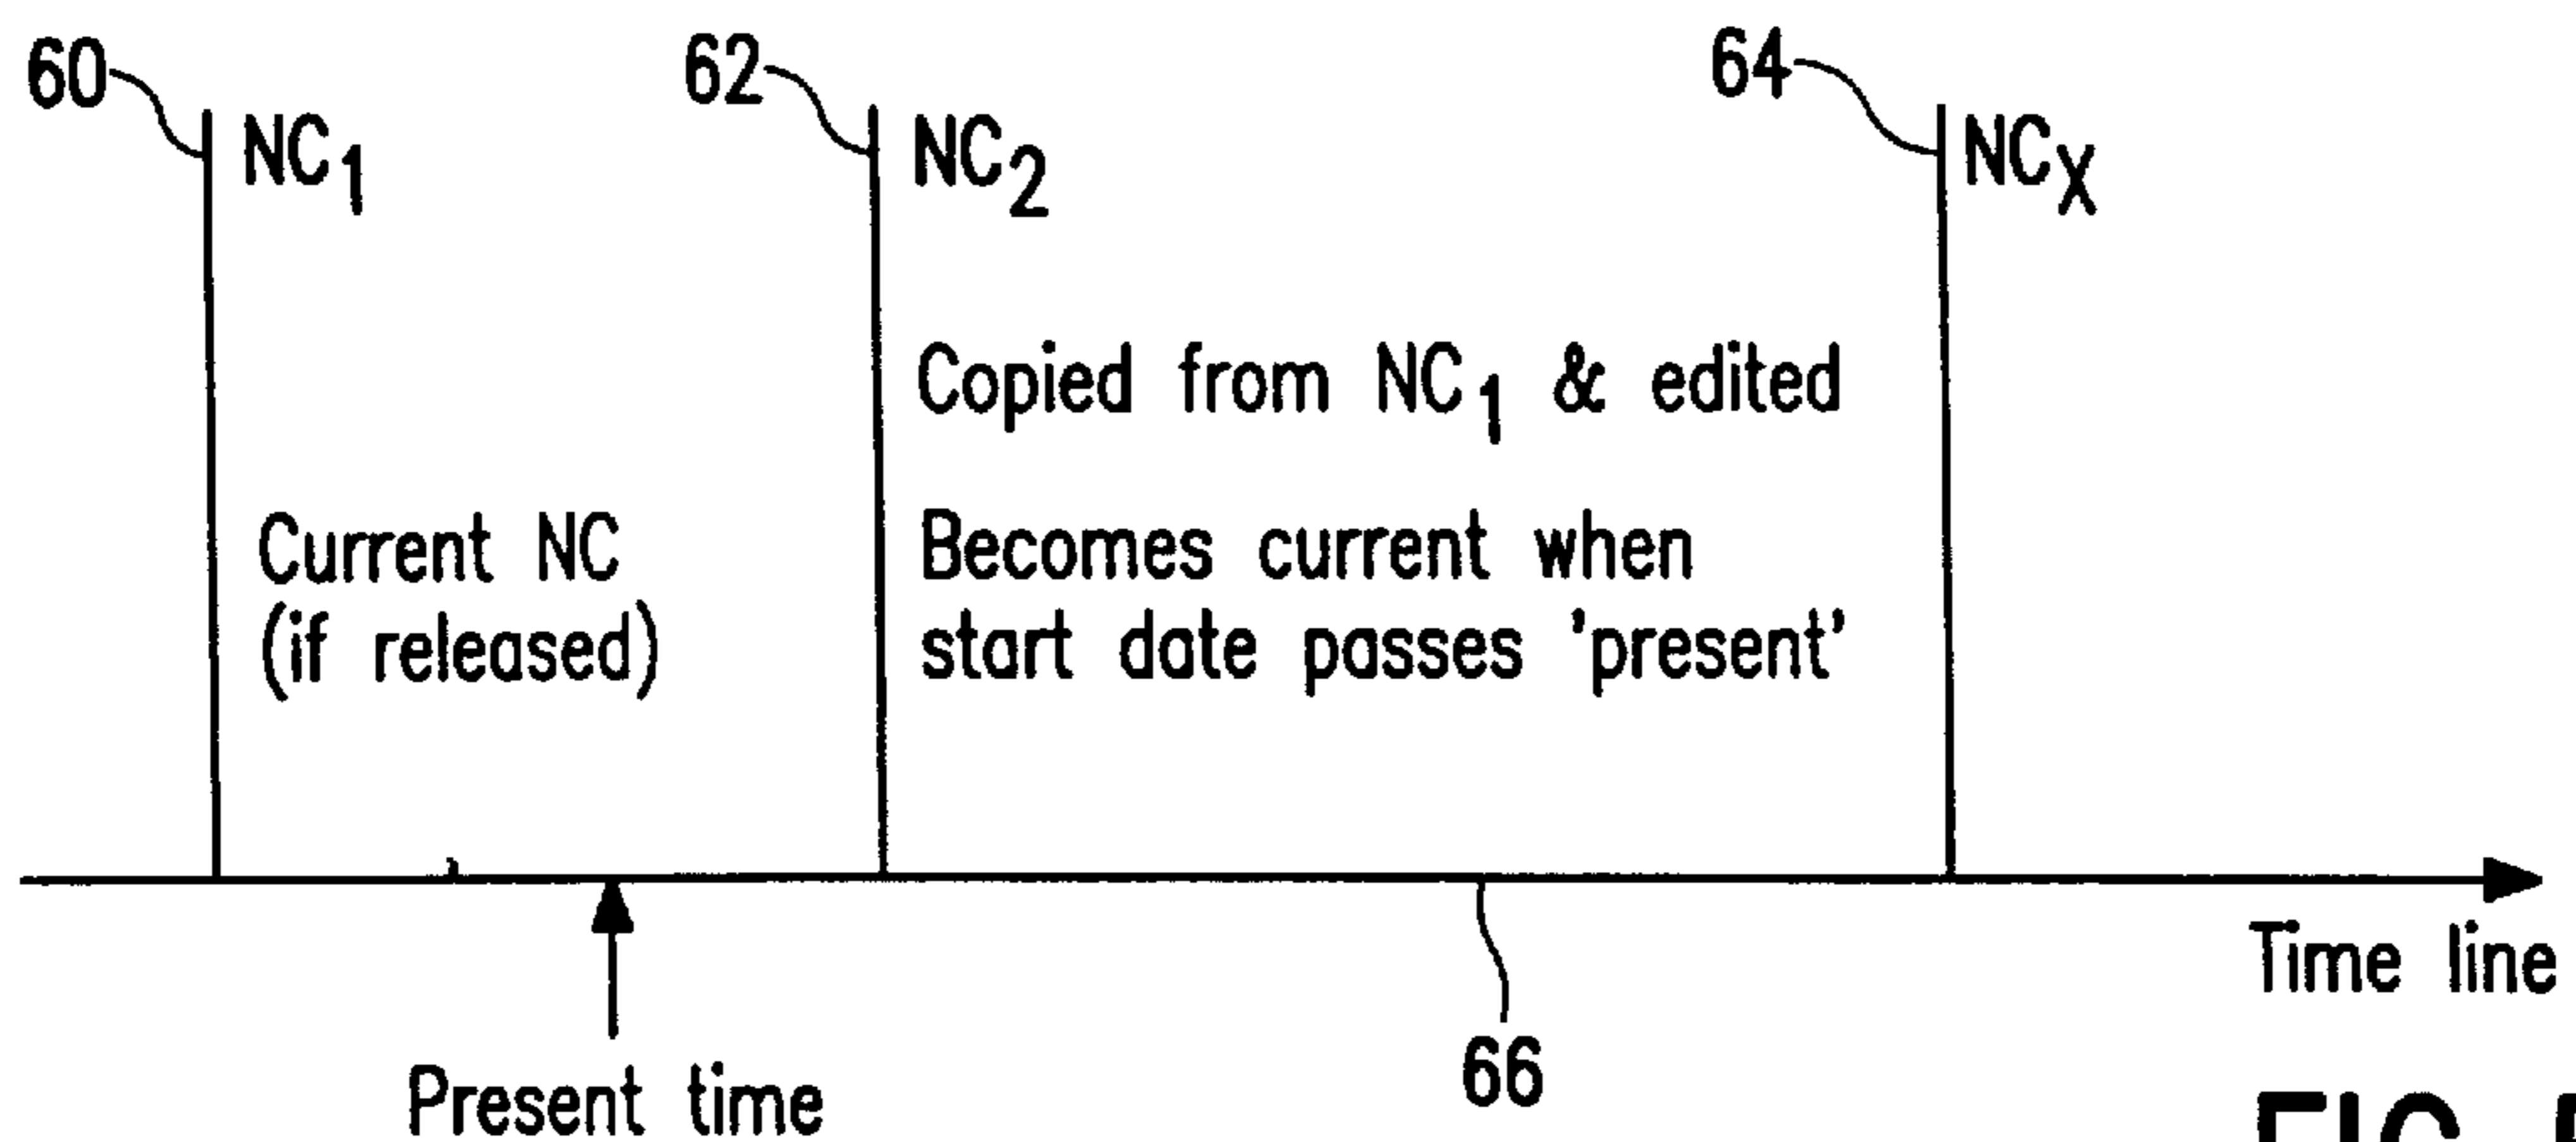 60 NC1
62 NC2
64 NCX
Copied from NC1 & edited
Current NC
(if released)
Becomes current when
start date passes 'present'
Time line
Present time
66